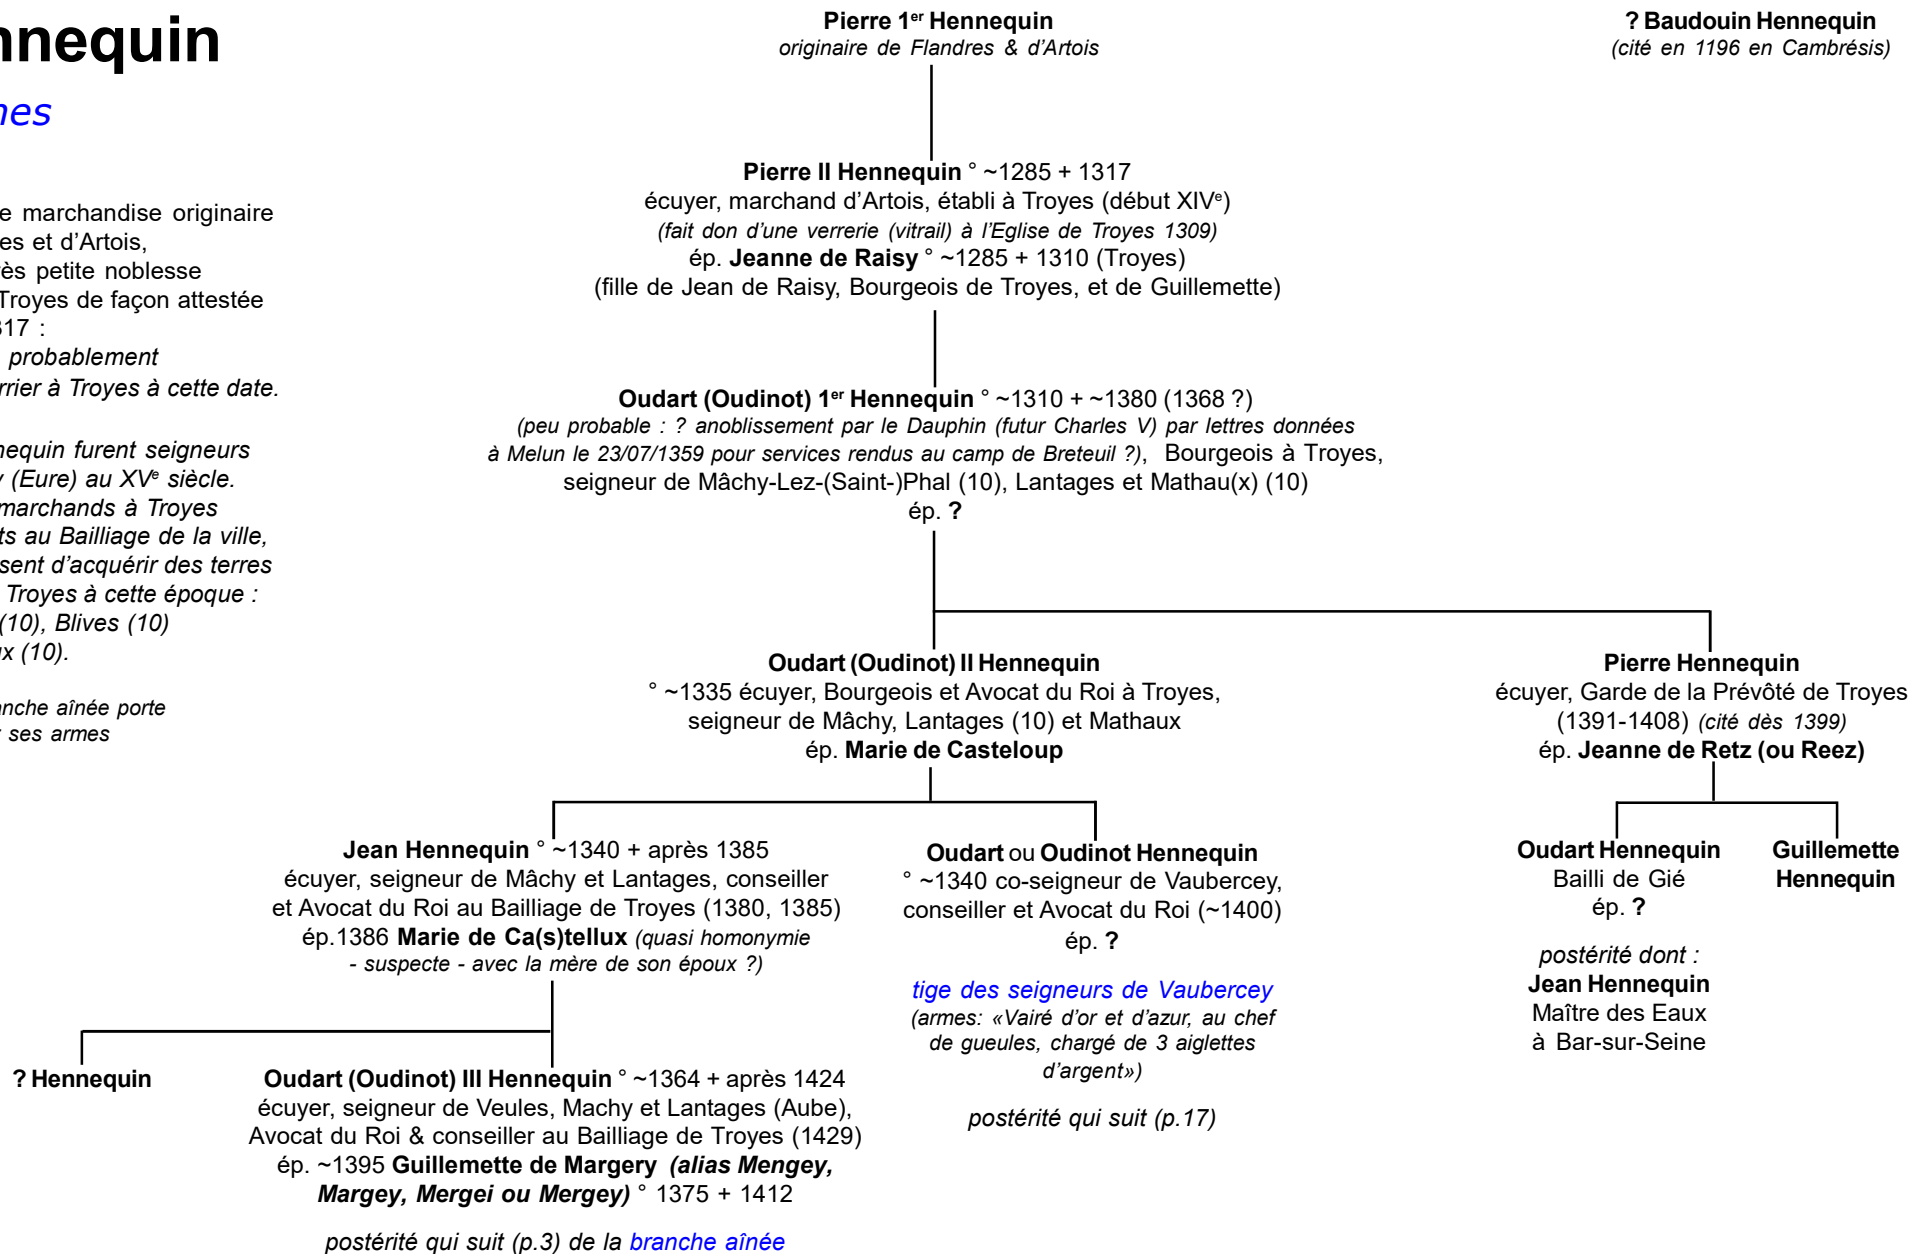 nnequin
nes
e marchandise originaire
es et d’Artois,
rès petite noblesse
Troyes de façon attestée
317 :
probablement
rrier à Troyes à cette date.
nequin furent seigneurs
y (Eure) au XVe siècle.
marchands à Troyes
ts au Bailliage de la ville,
sent d’acquérir des terres
Troyes à cette époque :
(10), Blives (10)
ux (10).
anche aînée porte
r ses armes
Pierre 1er Hennequin
originaire de Flandres & d’Artois
? Baudouin Hennequin
(cité en 1196 en Cambrésis)
Pierre II Hennequin ° ~1285 + 1317
écuyer, marchand d’Artois, établi à Troyes (début XIVe)
(fait don d’une verrerie (vitrail) à l’Eglise de Troyes 1309)
ép. Jeanne de Raisy ° ~1285 + 1310 (Troyes)
(fille de Jean de Raisy, Bourgeois de Troyes, et de Guillemette)
Oudart (Oudinot) 1er Hennequin ° ~1310 + ~1380 (1368 ?)
(peu probable : ? anoblissement par le Dauphin (futur Charles V) par lettres données
à Melun le 23/07/1359 pour services rendus au camp de Breteuil ?), Bourgeois à Troyes,
seigneur de Mâchy-Lez-(Saint-)Phal (10), Lantages et Mathau(x) (10)
ép. ?
Oudart (Oudinot) II Hennequin
° ~1335 écuyer, Bourgeois et Avocat du Roi à Troyes,
seigneur de Mâchy, Lantages (10) et Mathaux
ép. Marie de Casteloup
Pierre Hennequin
écuyer, Garde de la Prévôté de Troyes
(1391-1408) (cité dès 1399)
ép. Jeanne de Retz (ou Reez)
Jean Hennequin ° ~1340 + après 1385
écuyer, seigneur de Mâchy et Lantages, conseiller
et Avocat du Roi au Bailliage de Troyes (1380, 1385)
ép.1386 Marie de Ca(s)tellux (quasi homonymie
- suspecte - avec la mère de son époux ?)
Oudart ou Oudinot Hennequin
° ~1340 co-seigneur de Vaubercey,
conseiller et Avocat du Roi (~1400)
ép. ?
tige des seigneurs de Vaubercey
(armes: «Vairé d’or et d’azur, au chef
de gueules, chargé de 3 aiglettes
d’argent»)
postérité qui suit (p.17)
Oudart Hennequin
Bailli de Gié
ép. ?
postérité dont :
Jean Hennequin
Maître des Eaux
à Bar-sur-Seine
Guillemette
Hennequin
? Hennequin
Oudart (Oudinot) III Hennequin ° ~1364 + après 1424
écuyer, seigneur de Veules, Machy et Lantages (Aube),
Avocat du Roi & conseiller au Bailliage de Troyes (1429)
ép. ~1395 Guillemette de Margery (alias Mengey,
Margey, Mergei ou Mergey) ° 1375 + 1412
postérité qui suit (p.3) de la branche aînée